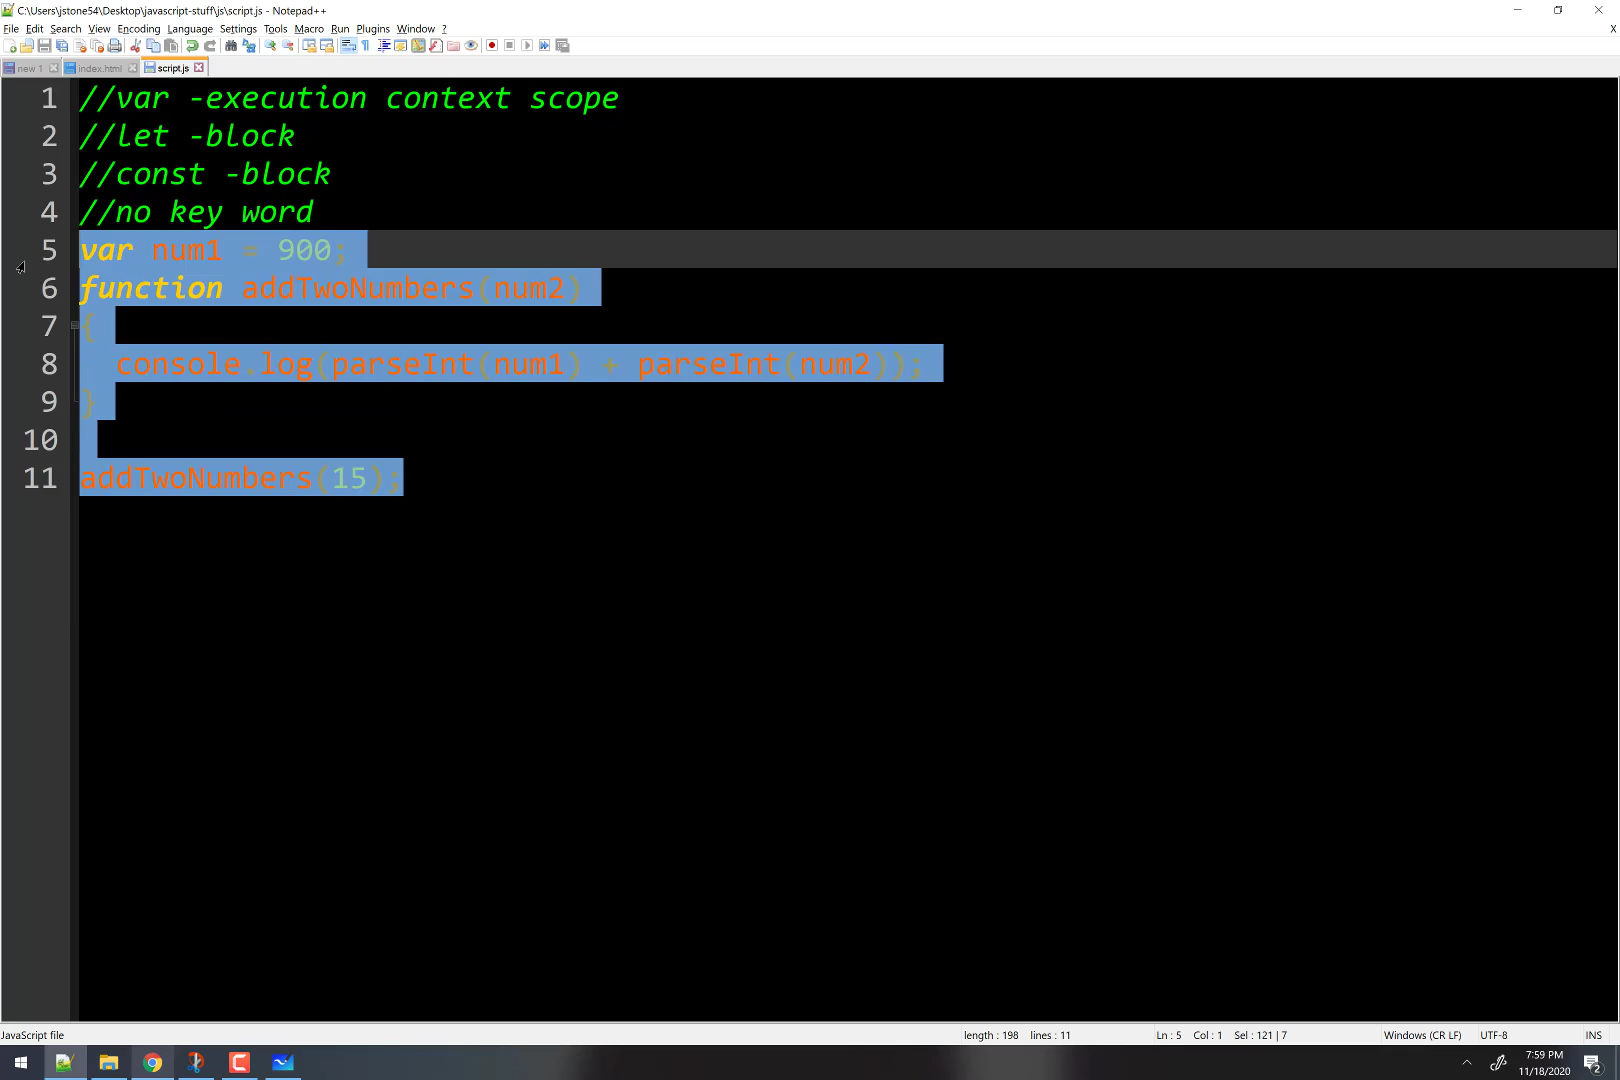 C:\Users\jstone54\Desktop\javascript-stuff\js\script.js - Notepad++
File Edit Search View Encoding Language Settings Tools Macro Run Plugins Window ? X
new 1 index.html script.js
1 //var -execution context scope
2 //let -block
3 //const -block
4 //no key word
5 var num1 = 900;
6 function addTwoNumbers(num2)
7 {
8 console.log(parseInt(num1) + parseInt(num2));
9 }
10
11 addTwoNumbers(15);
JavaScript file length : 198 lines : 11 Ln : 5 Col : 1 Sel : 121 | 7 Windows (CR LF) UTF-8 INS
7:59 PM
11/18/2020
2